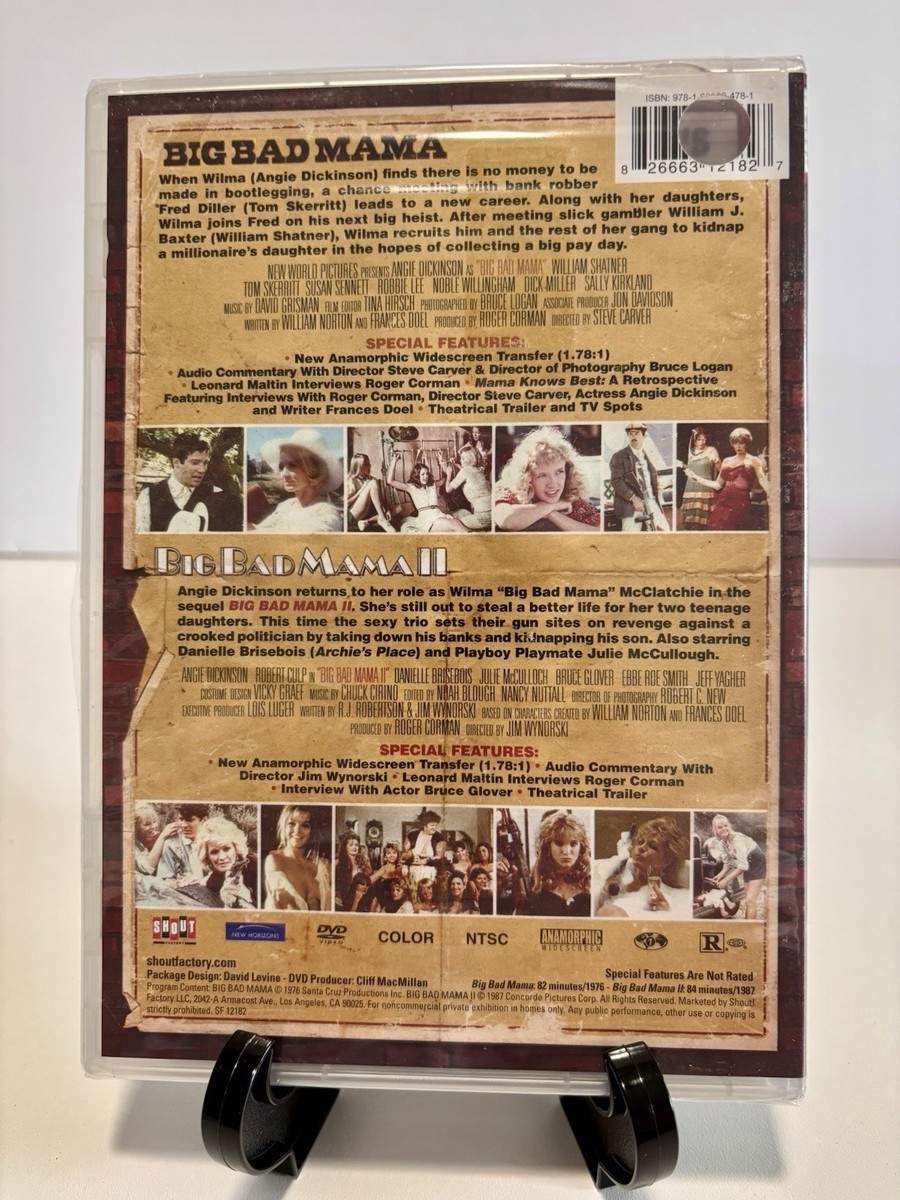 ISBN: 978-1 478-1
8 26663 12182 7
BIG BAD MAMA
When Wilma (Angie Dickinson) finds there is no money to be
made in bootlegging, a chance meeting with bank robber
Fred Diller (Tom Skerritt) leads to a new career. Along with her daughters,
Wilma joins Fred on his next big heist. After meeting slick gambler William J.
Baxter (William Shatner), Wilma recruits him and the rest of her gang to kidnap
a millionaire's daughter in the hopes of collecting a big pay day.
NEW WORLD PICTURES PRESENTS ANGIE DICKINSON AS "BIG BAD MAMA" WILLIAM SHATNER
TOM SKERRITT SUSAN SENNETT ROBBIE LEE NOBLE WILLINGHAM DICK MILLER SALLY KIRKLAND
MUSIC BY DAVID GRISMAN FILM EDITOR TINA HIRSCH PHOTOGRAPHED BY BRUCE LOGAN ASSOCIATE PRODUCER JON DAVIDSON
WRITTEN BY WILLIAM NORTON AND FRANCES DOEL PRODUCED BY ROGER CORMAN DIRECTED BY STEVE CARVER
SPECIAL FEATURES:
• New Anamorphic Widescreen Transfer (1.78:1)
• Audio Commentary With Director Steve Carver & Director of Photography Bruce Logan
• Leonard Maltin Interviews Roger Corman • Mama Knows Best: A Retrospective
Featuring Interviews With Roger Corman, Director Steve Carver, Actress Angie Dickinson
and Writer Frances Doel • Theatrical Trailer and TV Spots
BIG BAD MAMA II
Angie Dickinson returns to her role as Wilma "Big Bad Mama" McClatchie in the
sequel BIG BAD MAMA II. She's still out to steal a better life for her two teenage
daughters. This time the sexy trio sets their gun sites on revenge against a
crooked politician by taking down his banks and kidnapping his son. Also starring
Danielle Brisebois (Archie's Place) and Playboy Playmate Julie McCullough.
ANGIE DICKINSON ROBERT CULP IN "BIG BAD MAMA II" DANIELLE BRISEBOIS JULIE McCULLOCH BRUCE GLOVER EBBE ROE SMITH JEFF YAGHER
COSTUME DESIGN VICKY GRAEF MUSIC BY CHUCK CIRINO EDITED BY NOAH BLOUGH NANCY NUTTALL DIRECTOR OF PHOTOGRAPHY ROBERT C. NEW
EXECUTIVE PRODUCER LOIS LUGER WRITTEN BY R.J. ROBERTSON & JIM WYNORSKI BASED ON CHARACTERS CREATED BY WILLIAM NORTON AND FRANCES DOEL
PRODUCED BY ROGER CORMAN DIRECTED BY JIM WYNORSKI
SPECIAL FEATURES:
• New Anamorphic Widescreen Transfer (1.78:1) • Audio Commentary With
Director Jim Wynorski • Leonard Maltin Interviews Roger Corman
• Interview With Actor Bruce Glover • Theatrical Trailer
SHOUT FACTORY NEW HORIZONS DVD VIDEO COLOR NTSC ANAMORPHIC WIDESCREEN R
shoutfactory.com
Package Design: David Levine - DVD Producer: Cliff MacMillan
Special Features Are Not Rated
Big Bad Mama: 82 minutes/1976 - Big Bad Mama II: 84 minutes/1987
Program Content: BIG BAD MAMA © 1976 Santa Cruz Productions Inc. BIG BAD MAMA II © 1987 Concorde Pictures Corp. All Rights Reserved. Marketed by Shout!
Factory LLC, 2042-A Armacost Ave., Los Angeles, CA 90025. For noncommercial private exhibition in homes only. Any public performance, other use or copying is
strictly prohibited. SF 12182